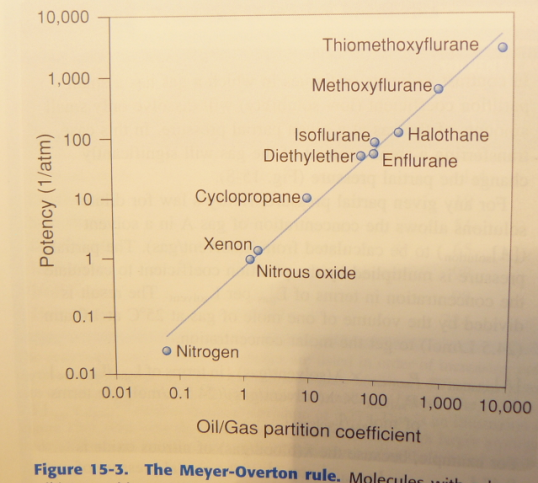 10,000
Thiomethoxyflurane
1,000
Methoxyflurane
Isoflurane
Halothane
100
Diethylether
Enflurane
Potency (1/atm)
Cyclopropane
10
Xenon
1
Nitrous oxide
0.1
Nitrogen
0.01
0.01 0.1 1 10 100 1,000 10,000
Oil/Gas partition coefficient
Figure 15-3. The Meyer-Overton rule. Molecules with